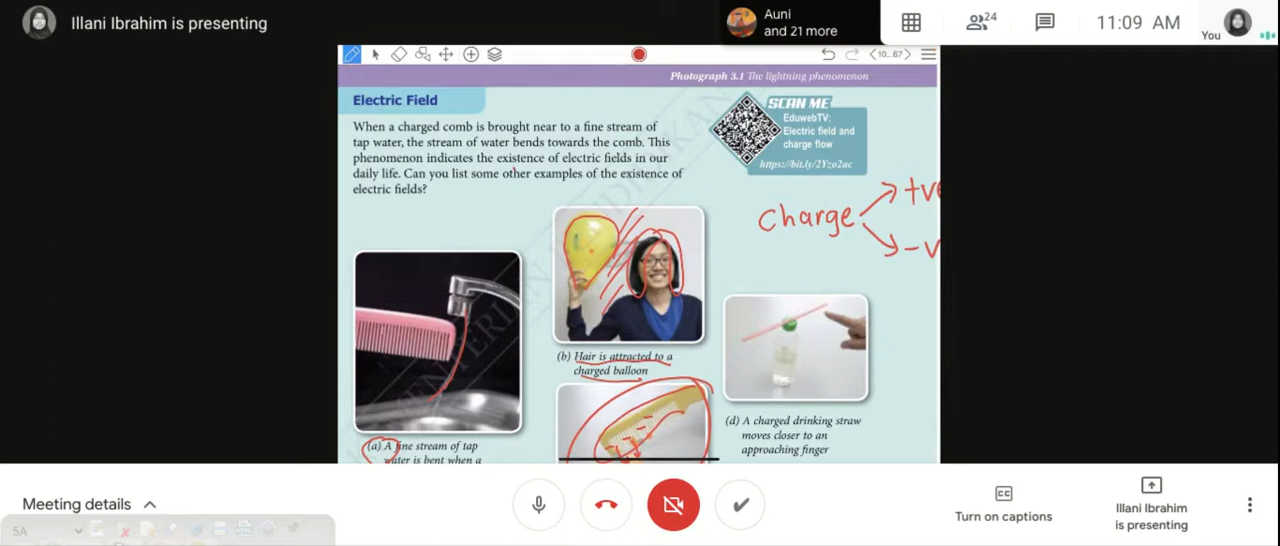 Illani Ibrahim is presenting
Auni
and 21 more
24
11:09 AM
You
10...67
Photograph 3.1 The lightning phenomenon
Electric Field
When a charged comb is brought near to a fine stream of
tap water, the stream of water bends towards the comb. This
phenomenon indicates the existence of electric fields in our
daily life. Can you list some other examples of the existence of
electric fields?
SCAN ME
EduwebTV:
Electric field and
charge flow
https://bit.ly/2Yzo2ac
Charge
+ve
-v
(b) Hair is attracted to a
charged balloon
(d) A charged drinking straw
moves closer to an
approaching finger
(a) A fine stream of tap
water is bent when a
Meeting details
CC
Turn on captions
Illani Ibrahim
is presenting
5A